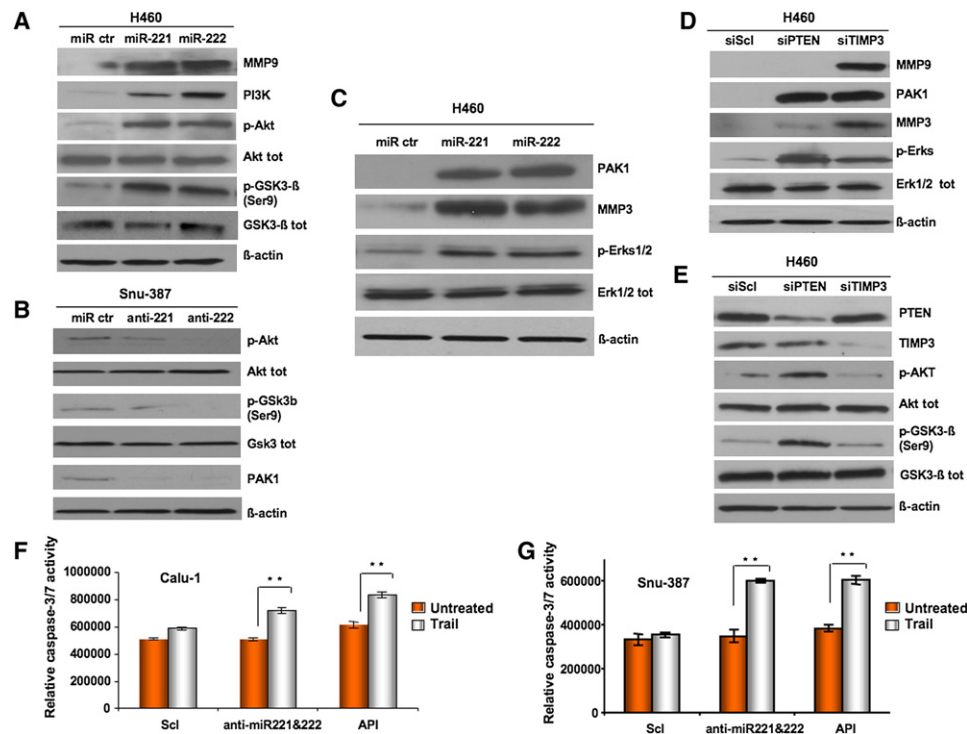 A
H460
miR ctr miR-221 miR-222
MMP9
PI3K
p-Akt
Akt tot
p-GSK3-ß
(Ser9)
GSK3-ß tot
ß-actin
B
Snu-387
miR ctr anti-221 anti-222
p-Akt
Akt tot
p-GSk3b
(Ser9)
Gsk3 tot
PAK1
ß-actin
C
H460
miR ctr miR-221 miR-222
PAK1
MMP3
p-Erks1/2
Erk1/2 tot
ß-actin
D
H460
siScl siPTEN siTIMP3
MMP9
PAK1
MMP3
p-Erks
Erk1/2 tot
ß-actin
E
H460
siScl siPTEN siTIMP3
PTEN
TIMP3
p-AKT
Akt tot
p-GSK3-ß
(Ser9)
GSK3-ß tot
ß-actin
F
Relative caspase-3/7 activity
1000000
800000
600000
400000
200000
0
Calu-1
** **
Untreated
Trail
Scl anti-miR221&222 API
G
Relative caspase-3/7 activity
600000
400000
200000
0
Snu-387
** **
Untreated
Trail
Scl anti-miR221&222 API